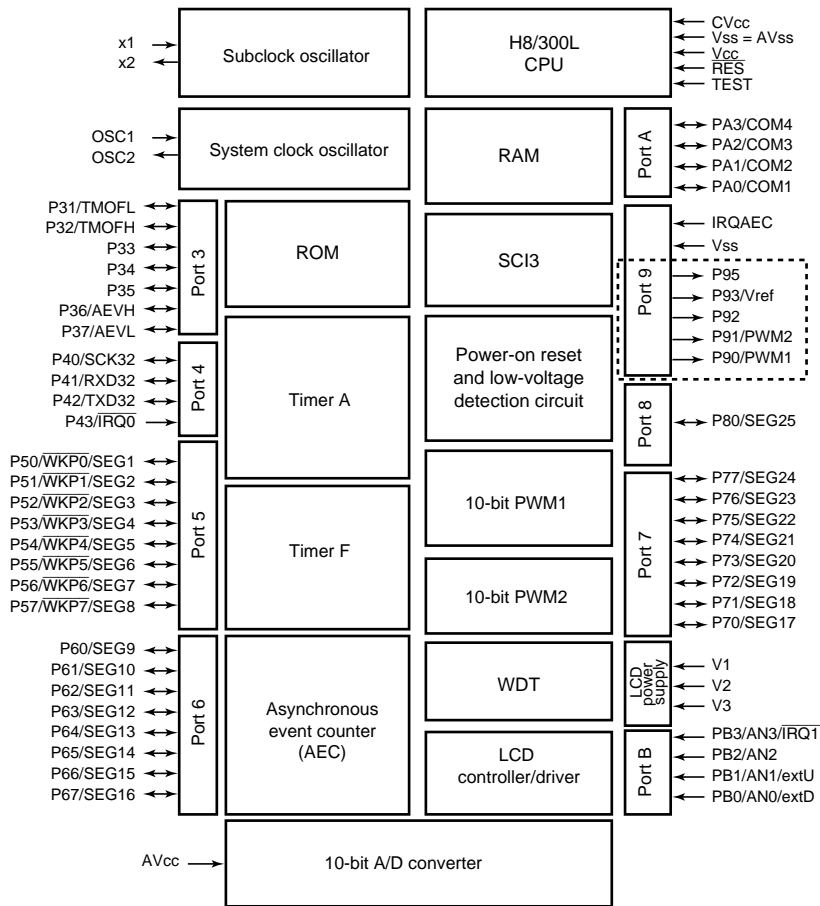 x1
x2
Subclock oscillator
H8/300L
CPU
CVcc
Vss = AVss
Vcc
RES
TEST
OSC1
OSC2
System clock oscillator
RAM
Port A
PA3/COM4
PA2/COM3
PA1/COM2
PA0/COM1
P31/TMOFL
P32/TMOFH
P33
P34
P35
P36/AEVH
P37/AEVL
Port 3
ROM
SCI3
Port 9
IRQAEC
Vss
P95
P93/Vref
P92
P91/PWM2
P90/PWM1
P40/SCK32
P41/RXD32
P42/TXD32
P43/IRQ0
Port 4
Timer A
Power-on reset
and low-voltage
detection circuit
Port 8
P80/SEG25
P50/WKP0/SEG1
P51/WKP1/SEG2
P52/WKP2/SEG3
P53/WKP3/SEG4
P54/WKP4/SEG5
P55/WKP5/SEG6
P56/WKP6/SEG7
P57/WKP7/SEG8
Port 5
Timer F
10-bit PWM1
10-bit PWM2
Port 7
P77/SEG24
P76/SEG23
P75/SEG22
P74/SEG21
P73/SEG20
P72/SEG19
P71/SEG18
P70/SEG17
P60/SEG9
P61/SEG10
P62/SEG11
P63/SEG12
P64/SEG13
P65/SEG14
P66/SEG15
P67/SEG16
Port 6
Asynchronous
event counter
(AEC)
WDT
LCD
power
supply
V1
V2
V3
LCD
controller/driver
Port B
PB3/AN3/IRQ1
PB2/AN2
PB1/AN1/extU
PB0/AN0/extD
AVcc
10-bit A/D converter